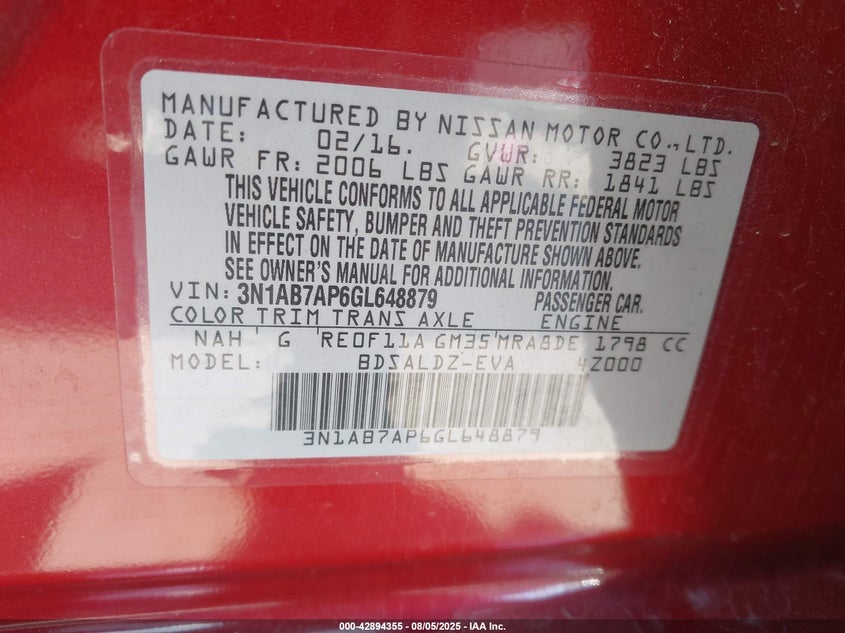 MANUFACTURED BY NISSAN MOTOR CO.,LTD.
DATE: 02/16. GVWR: 3823 LBS
GAWR FR: 2006 LBS GAWR RR: 1841 LBS
THIS VEHICLE CONFORMS TO ALL APPLICABLE FEDERAL MOTOR
VEHICLE SAFETY, BUMPER AND THEFT PREVENTION STANDARDS
IN EFFECT ON THE DATE OF MANUFACTURE SHOWN ABOVE.
SEE OWNER'S MANUAL FOR ADDITIONAL INFORMATION.
VIN: 3N1AB7AP6GL648879 PASSENGER CAR.
COLOR TRIM TRANS AXLE ENGINE
NAH G RE0F11A GM35 MRA8DE 1798 CC
MODEL: BDSALDZ-EVA 4Z000
3N1AB7AP6GL648879
000-42894355 - 08/05/2025 - IAA Inc.